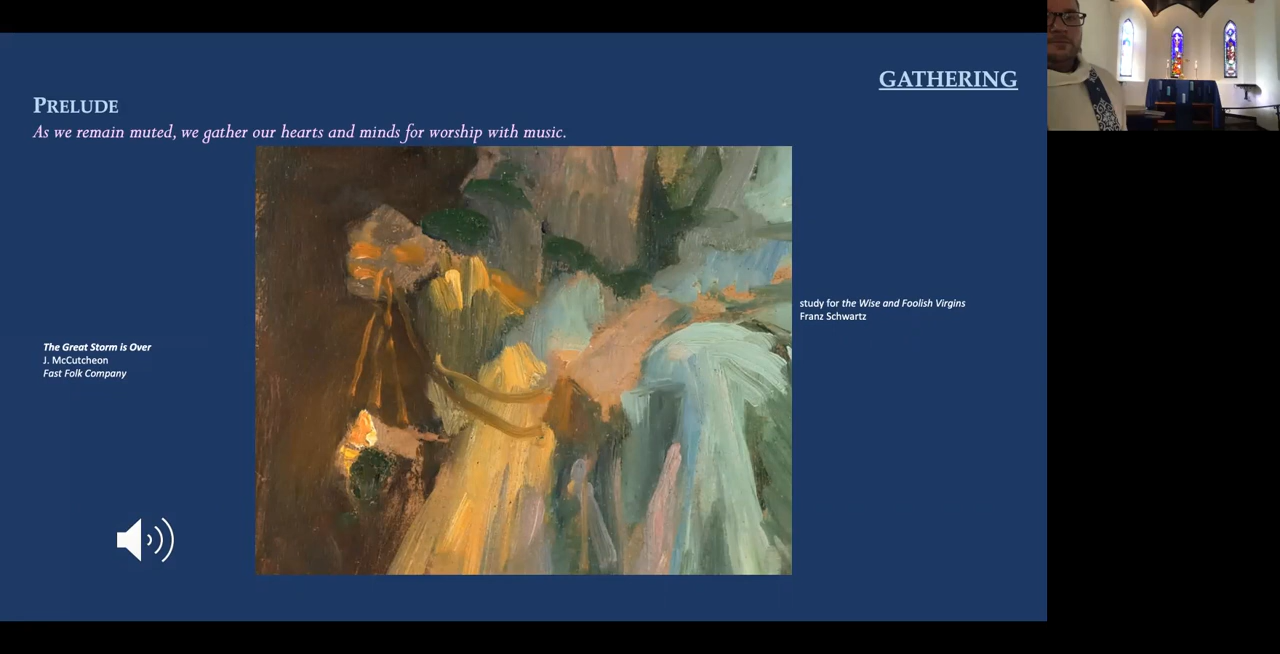 GATHERING
PRELUDE
As we remain muted, we gather our hearts and minds for worship with music.
study for the Wise and Foolish Virgins
Franz Schwartz
The Great Storm is Over
J. McCutcheon
Fast Folk Company